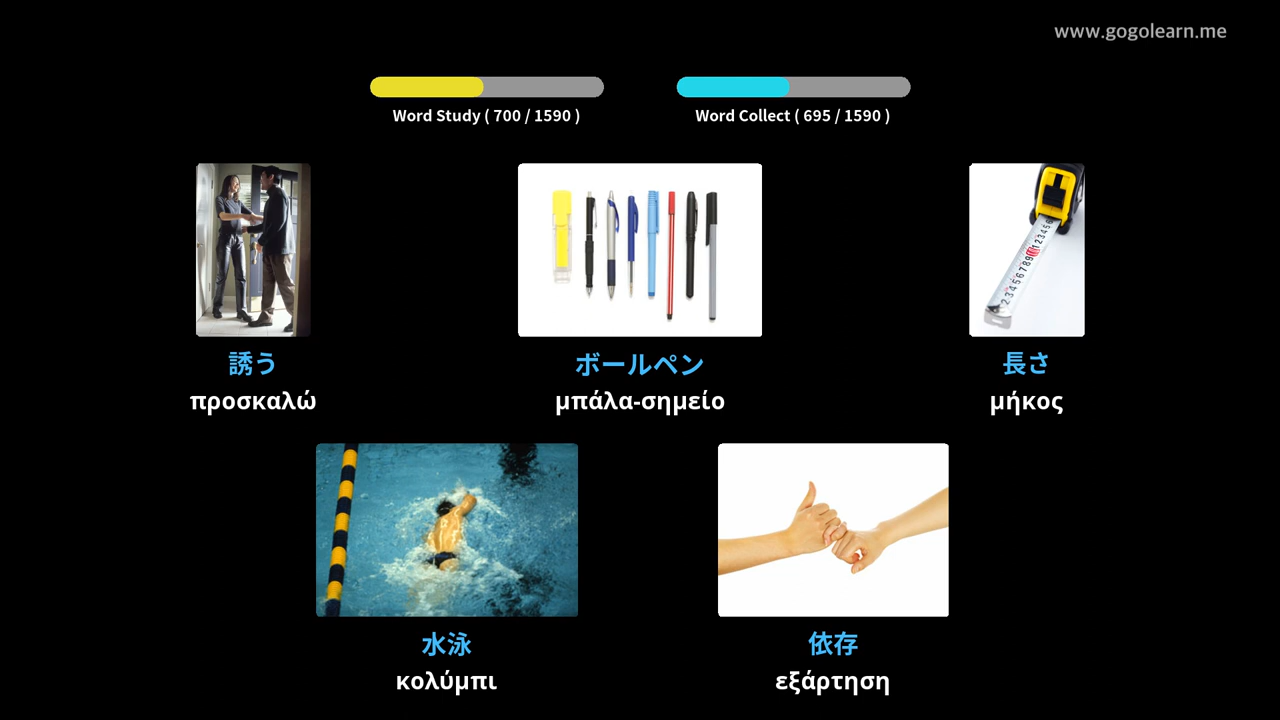 www.gogolearn.me
Word Study ( 700 / 1590 )
Word Collect ( 695 / 1590 )
誘う
προσκαλώ
ボールペン
μπάλα-σημείο
長さ
μήκος
水泳
κολύμπι
依存
εξάρτηση